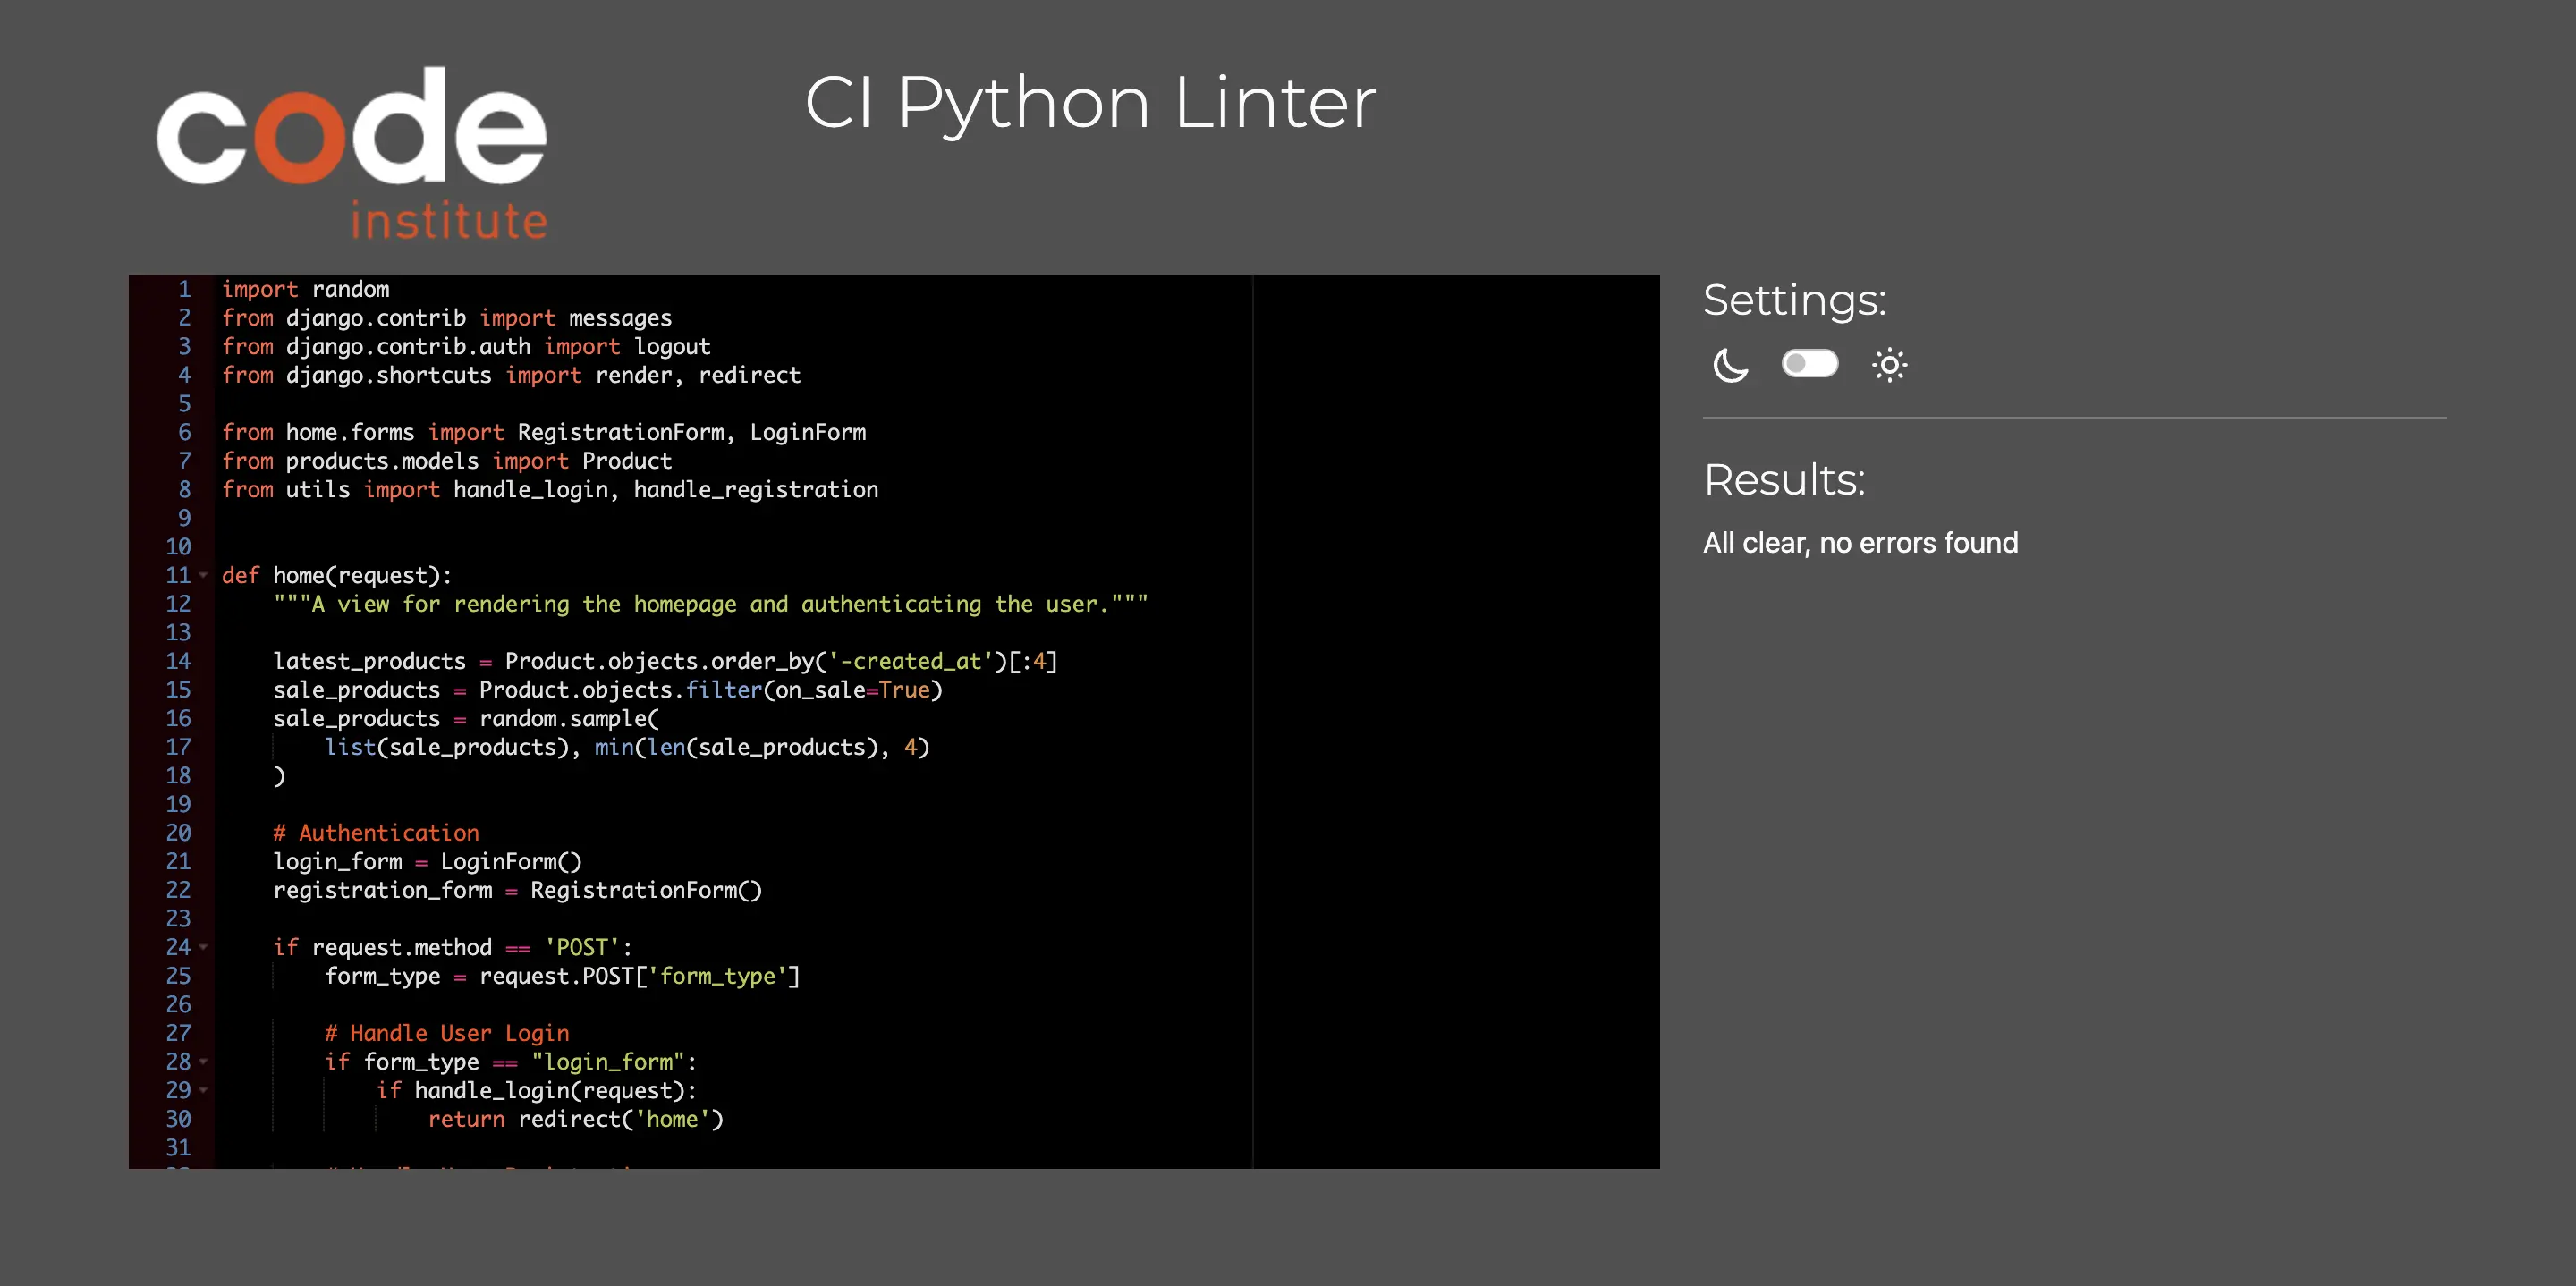 code
institute
CI Python Linter
1 import random
2 from django.contrib import messages
3 from django.contrib.auth import logout
4 from django.shortcuts import render, redirect
5
6 from home.forms import RegistrationForm, LoginForm
7 from products.models import Product
8 from utils import handle_login, handle_registration
9
10
11 def home(request):
12     """A view for rendering the homepage and authenticating the user."""
13
14     latest_products = Product.objects.order_by('-created_at')[:4]
15     sale_products = Product.objects.filter(on_sale=True)
16     sale_products = random.sample(
17         list(sale_products), min(len(sale_products), 4)
18     )
19
20     # Authentication
21     login_form = LoginForm()
22     registration_form = RegistrationForm()
23
24     if request.method == 'POST':
25         form_type = request.POST['form_type']
26
27         # Handle User Login
28         if form_type == "login_form":
29             if handle_login(request):
30                 return redirect('home')
31
Settings:
Results:
All clear, no errors found